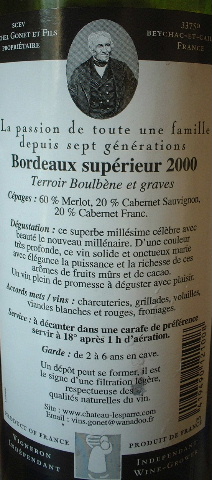 SCEV
33750
DEI GONET ET FILS
BEYCHAC-ET-CAIL
PROPRIÉTAIRE
FRANCE
La passion de toute une famille
depuis sept générations
Bordeaux supérieur 2000
Terroir Boulbène et graves
Cépages : 60 % Merlot, 20 % Cabernet Sauvignon,
20 % Cabernet Franc.
Dégustation : ce superbe millésime célèbre avec
beauté le nouveau millénaire. D'une couleur
très profonde, ce vin solide et onctueux marie
avec élégance la puissance et la richesse de ces
arômes de fruits mûrs et de cacao.
Un vin plein de promesse à déguster avec plaisir.
Accords mets / vins : charcuteries, grillades, volailles,
viandes blanches et rouges, fromages.
Service : à décanter dans une carafe de préférence
servir à 18° après 1 h d'aération.
Garde : de 2 à 6 ans en cave.
Un dépôt peut se former, il est
le signe d'une filtration légère,
respectueuse des
qualités naturelles du vin.
Site : www.chateau-lesparre.com
Email : vins.gonet@wanadoo.fr
PRODUCT OF FRANCE
PRODUIT DE FRANCE
VIGNERON
INDÉPENDANT
INDEPENDENT
WINE-GROWER